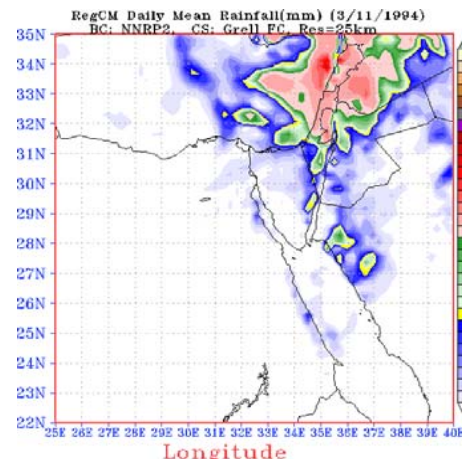 RegCM Daily Mean Rainfall(mm) (3/11/1994)
BC: NNRP2, CS: Grell FC, Res=25km
35N
34N
33N
32N
31N
30N
29N
28N
27N
26N
25N
24N
23N
22N
25E 26E 27E 28E 29E 30E 31E 32E 33E 34E 35E 36E 37E 38E 39E 40E
Longitude